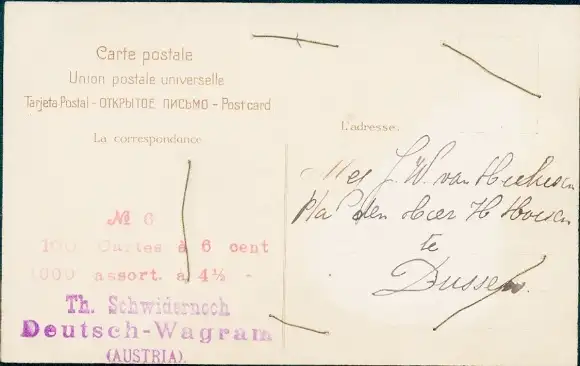 Carte postale
Union postale universelle
Tarjeta Postal - ОТКРЫТОЕ ПИСЬМО - Post card
La correspondance
L'adresse.
J. W. van
p/a den Heer H
te
Dussen.
№ 6
100 Cartes à 6 cent
1000 assort. à 4½ -
Th. Schwidernoch
Deutsch-Wagram
(AUSTRIA).